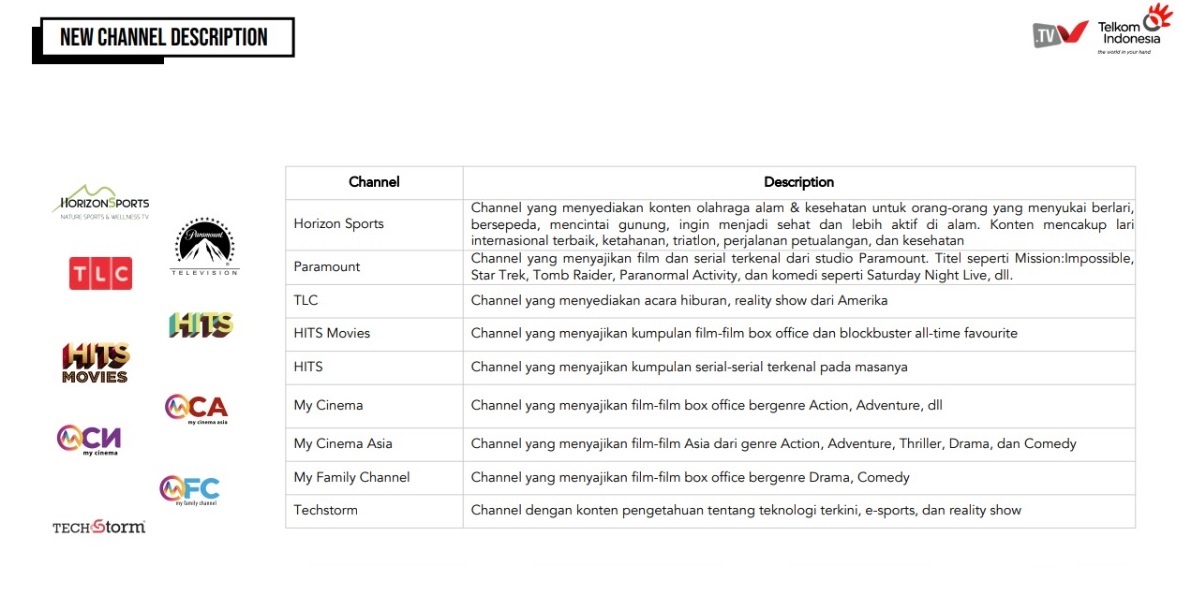 NEW CHANNEL DESCRIPTION
.TV
Telkom
Indonesia
the world in your hand
HORIZONSPORTS
NATURE SPORTS & WELLNESS TV
Paramount
TELEVISION
TLC
HITS
HITS
MOVIES
CA
my cinema asia
CN
my cinema
FC
my family channel
TECHStorm
Channel Description
Horizon Sports
Channel yang menyediakan konten olahraga alam & kesehatan untuk orang-orang yang menyukai berlari,
bersepeda, mencintai gunung, ingin menjadi sehat dan lebih aktif di alam. Konten mencakup lari
internasional terbaik, ketahanan, triatlon, perjalanan petualangan, dan kesehatan
Paramount
Channel yang menyajikan film dan serial terkenal dari studio Paramount. Titel seperti Mission:Impossible,
Star Trek, Tomb Raider, Paranormal Activity, dan komedi seperti Saturday Night Live, dll.
TLC Channel yang menyediakan acara hiburan, reality show dari Amerika
HITS Movies Channel yang menyajikan kumpulan film-film box office dan blockbuster all-time favourite
HITS Channel yang menyajikan kumpulan serial-serial terkenal pada masanya
My Cinema Channel yang menyajikan film-film box office bergenre Action, Adventure, dll
My Cinema Asia Channel yang menyajikan film-film Asia dari genre Action, Adventure, Thriller, Drama, dan Comedy
My Family Channel Channel yang menyajikan film-film box office bergenre Drama, Comedy
Techstorm Channel dengan konten pengetahuan tentang teknologi terkini, e-sports, dan reality show